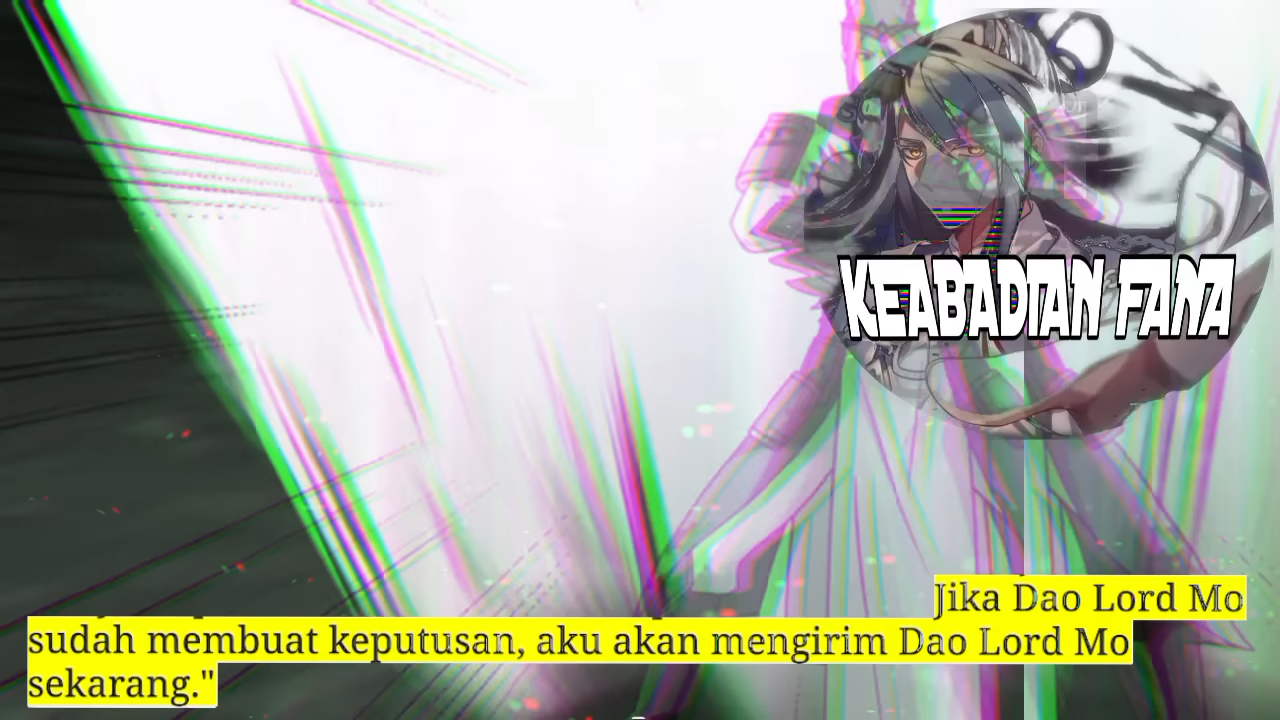 KEABADIAN FANA
Jika Dao Lord Mo
sudah membuat keputusan, aku akan mengirim Dao Lord Mo
sekarang."